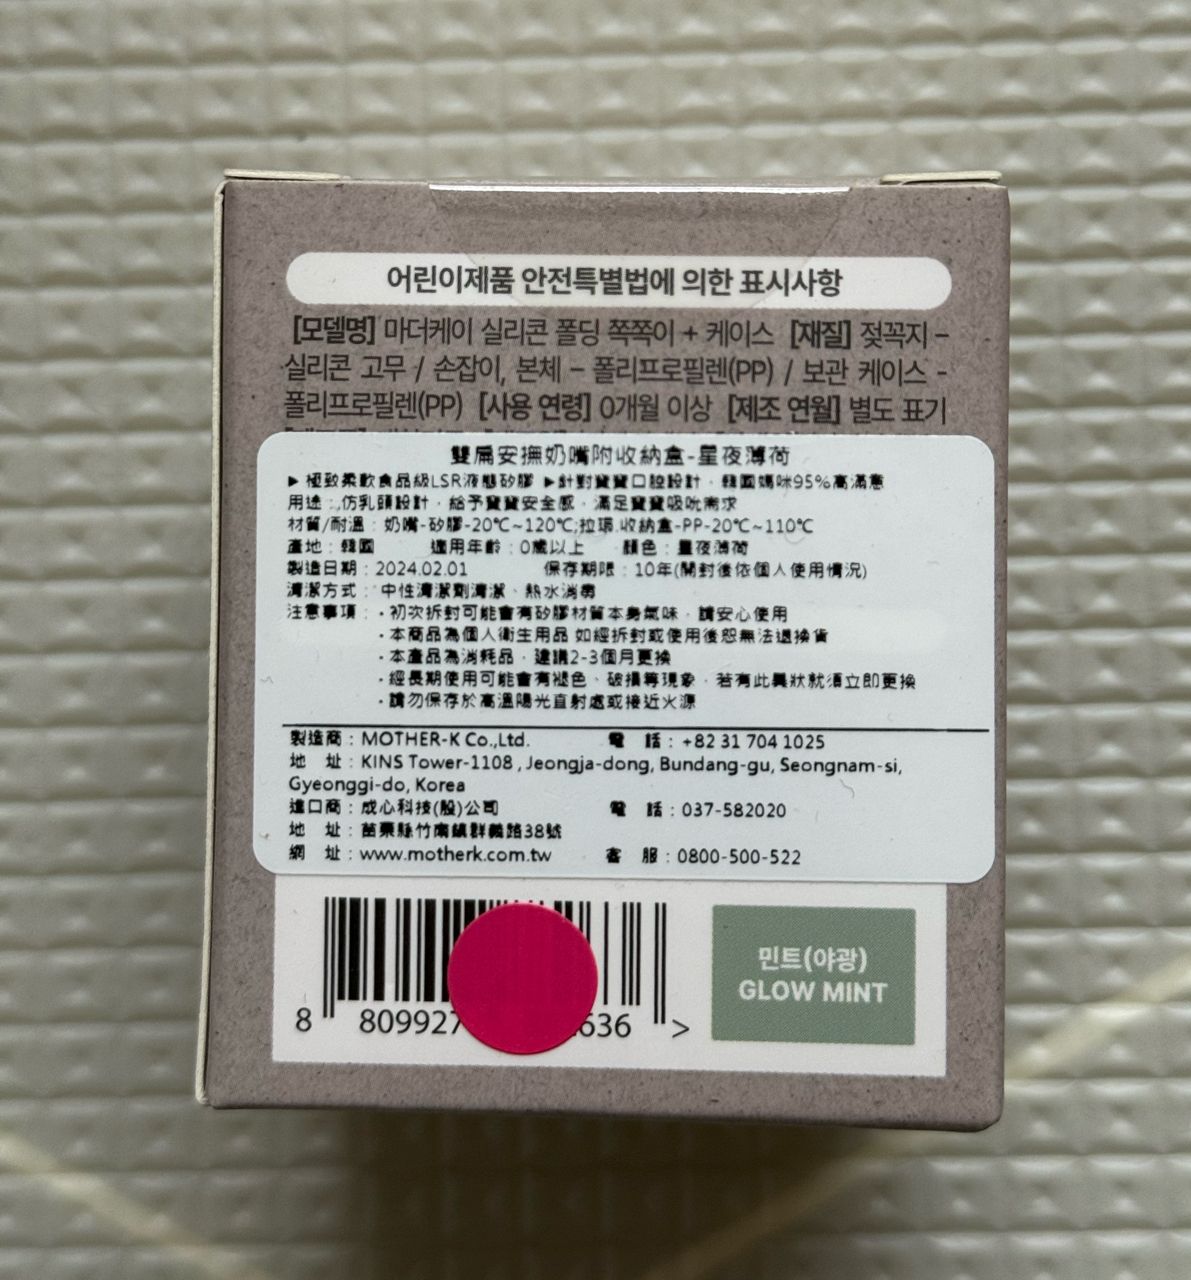 어린이제품 안전특별법에 의한 표시사항
[모델명] 마더케이 실리콘 폴딩 쪽쪽이 + 케이스 [재질] 젖꼭지 –
실리콘 고무 / 손잡이, 본체 – 폴리프로필렌(PP) / 보관 케이스 -
폴리프로필렌(PP) [사용 연령] 0개월 이상 [제조 연월] 별도 표기
雙扁安撫奶嘴附收納盒-星夜薄荷
▶極致柔軟食品級LSR液態矽膠 ▶針對寶寶口腔設計，韓國媽咪95%高滿意
用途：仿乳頭設計，給予寶寶安全感，滿足寶寶吸吮需求
材質/耐溫：奶嘴-矽膠-20℃~120℃;拉環.收納盒-PP-20℃~110℃
產地：韓國 適用年齡：0歲以上 顏色：星夜薄荷
製造日期：2024.02.01 保存期限：10年(開封後依個人使用情況)
清潔方式：中性清潔劑清潔、熱水消毒
注意事項：·初次拆封可能會有矽膠材質本身氣味，請安心使用
·本商品為個人衛生用品 如經拆封或使用後恕無法退換貨
·本產品為消耗品，建議2-3個月更換
·經長期使用可能會有褪色、破損等現象，若有此異狀就須立即更換
·請勿保存於高溫陽光直射處或接近火源
製造商：MOTHER-K Co.,Ltd. 電 話：+82 31 704 1025
地 址：KINS Tower-1108 , Jeongja-dong, Bundang-gu, Seongnam-si,
Gyeonggi-do, Korea
進口商：成心科技(股)公司 電 話：037-582020
地 址：苗栗縣竹南鎮群義路38號
網 址：www.motherk.com.tw 客 服：0800-500-522
민트(야광)
GLOW MINT
8 809927 636 >